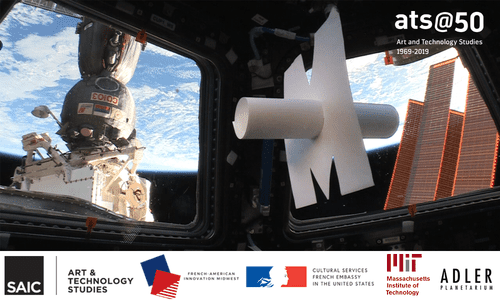 ats@50
Art and Technology Studies
1969-2019
SAIC
ART &
TECHNOLOGY
STUDIES
FRENCH-AMERICAN
INNOVATION MIDWEST
CULTURAL SERVICES
FRENCH EMBASSY
IN THE UNITED STATES
MIT
Massachusetts
Institute of
Technology
ADLER
PLANETARIUM